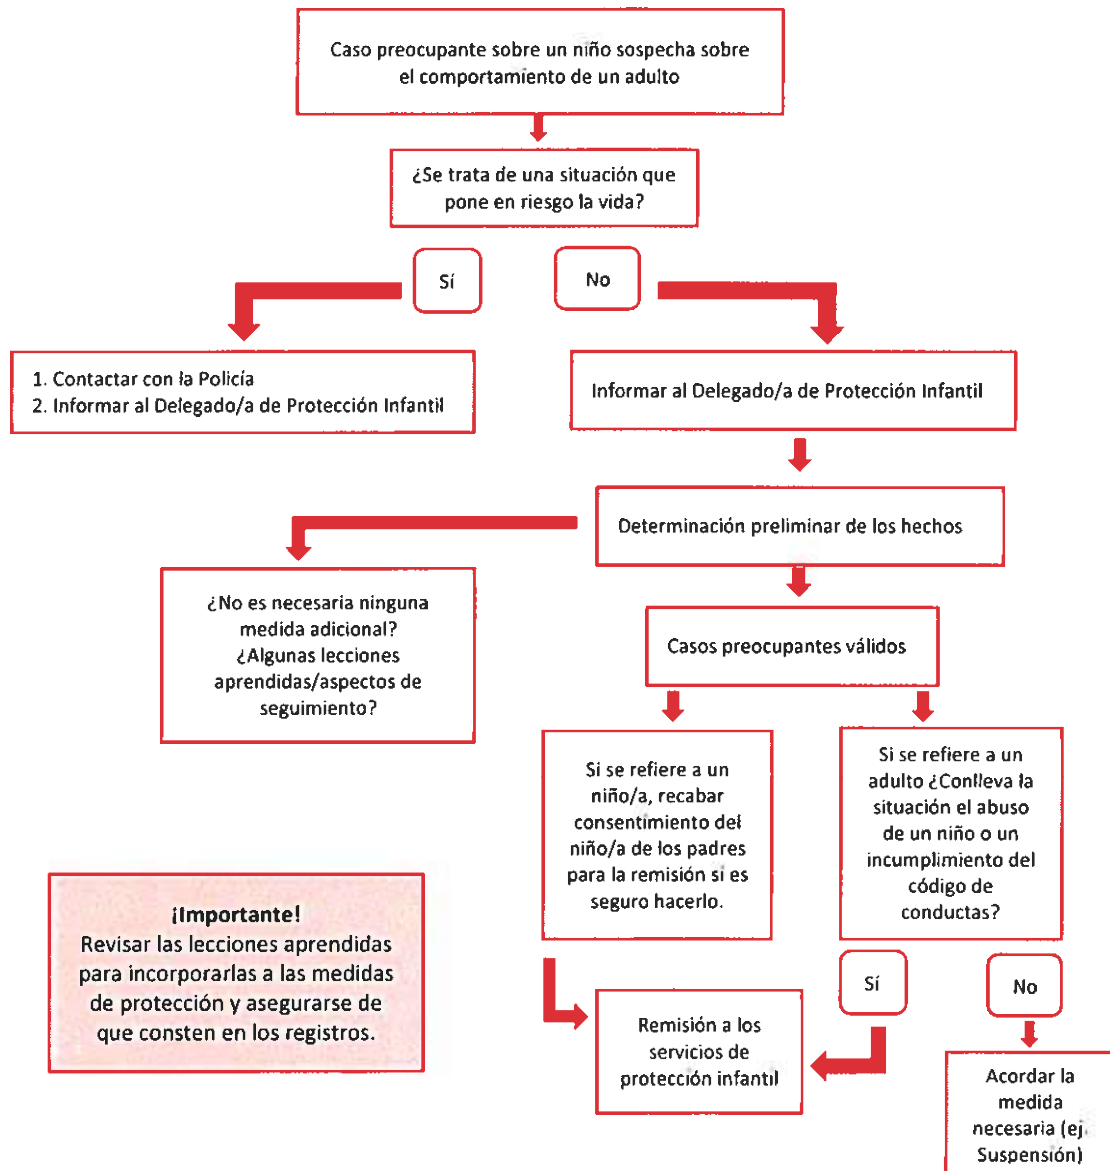 Caso preocupante sobre un niño sospecha sobre
el comportamiento de un adulto
¿Se trata de una situación que
pone en riesgo la vida?
Sí
No
1. Contactar con la Policía
2. Informar al Delegado/a de Protección Infantil
Informar al Delegado/a de Protección Infantil
Determinación preliminar de los hechos
¿No es necesaria ninguna
medida adicional?
¿Algunas lecciones
aprendidas/aspectos de
seguimiento?
Casos preocupantes válidos
Si se refiere a un
niño/a, recabar
consentimiento del
niño/a de los padres
para la remisión si es
seguro hacerlo.
Si se refiere a un
adulto ¿Conlleva la
situación el abuso
de un niño o un
incumplimiento del
código de
conductas?
¡Importante!
Revisar las lecciones aprendidas
para incorporarlas a las medidas
de protección y asegurarse de
que consten en los registros.
Sí
No
Remisión a los
servicios de
protección infantil
Acordar la
medida
necesaria (ej.
Suspensión)